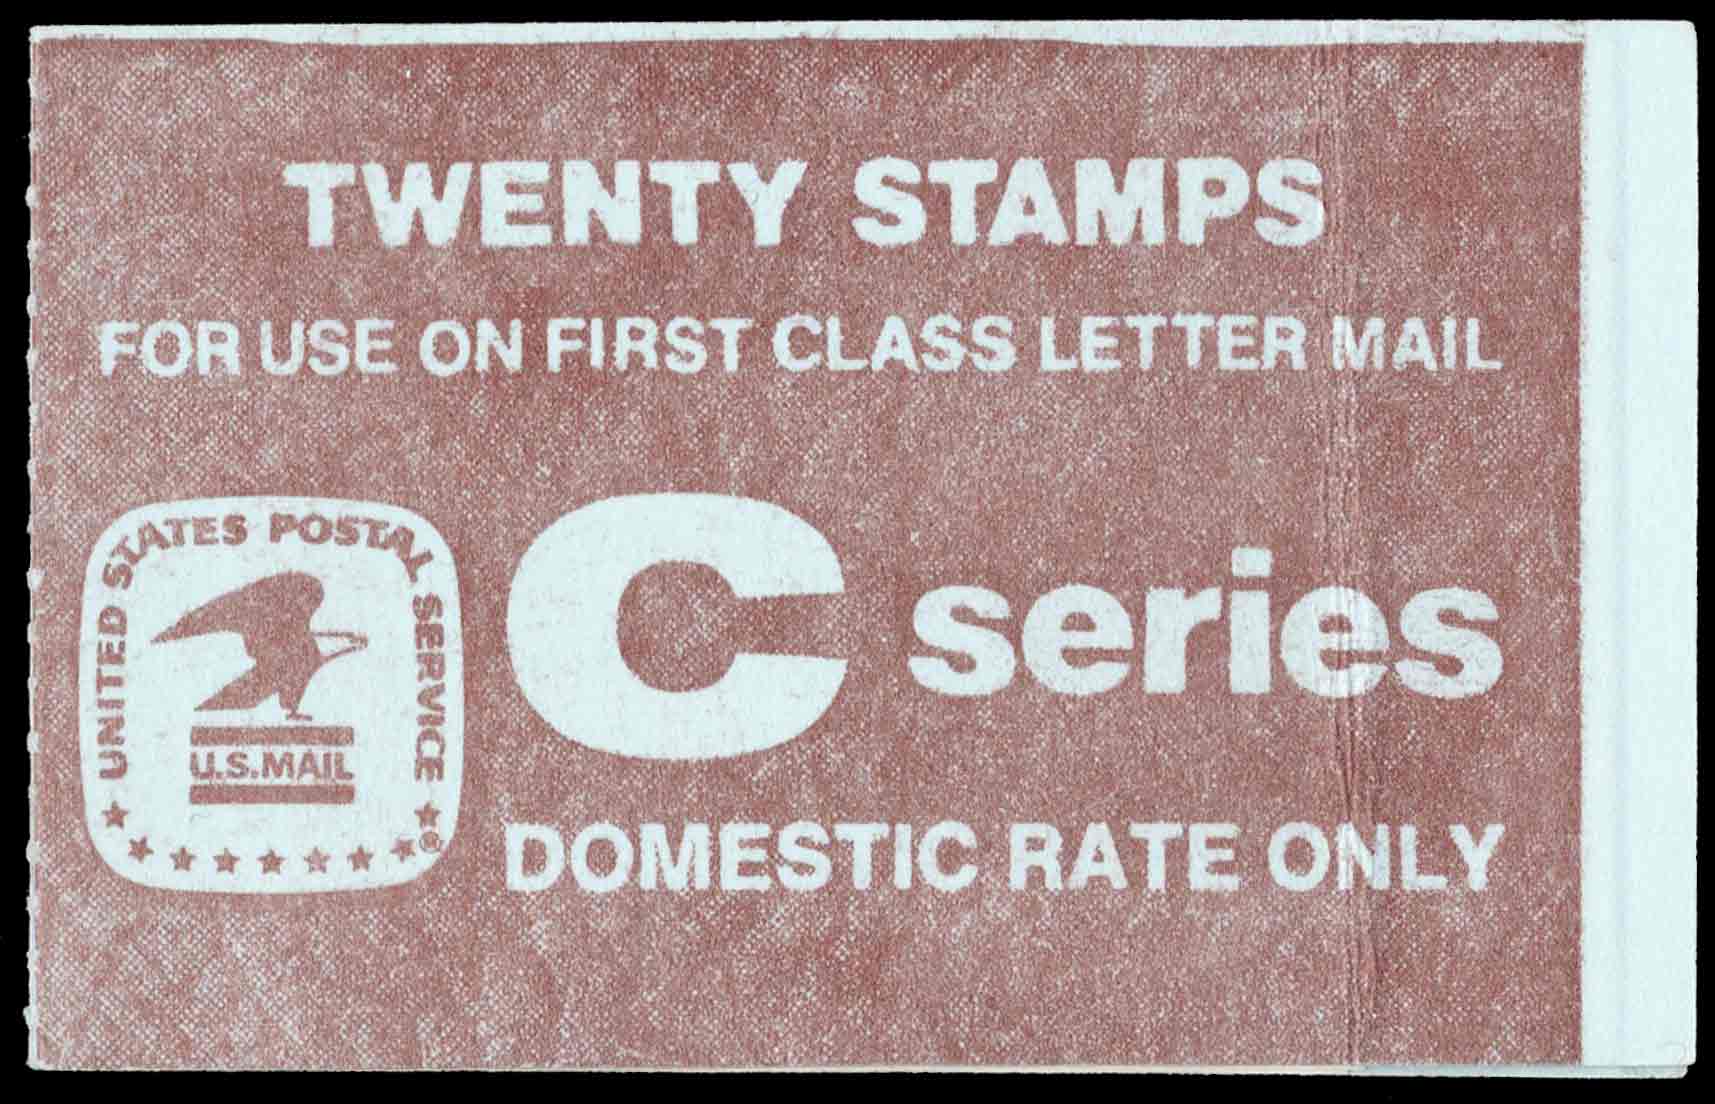 TWENTY STAMPS
FOR USE ON FIRST CLASS LETTER MAIL
UNITED STATES POSTAL SERVICE
®
U.S.MAIL
C series
DOMESTIC RATE ONLY